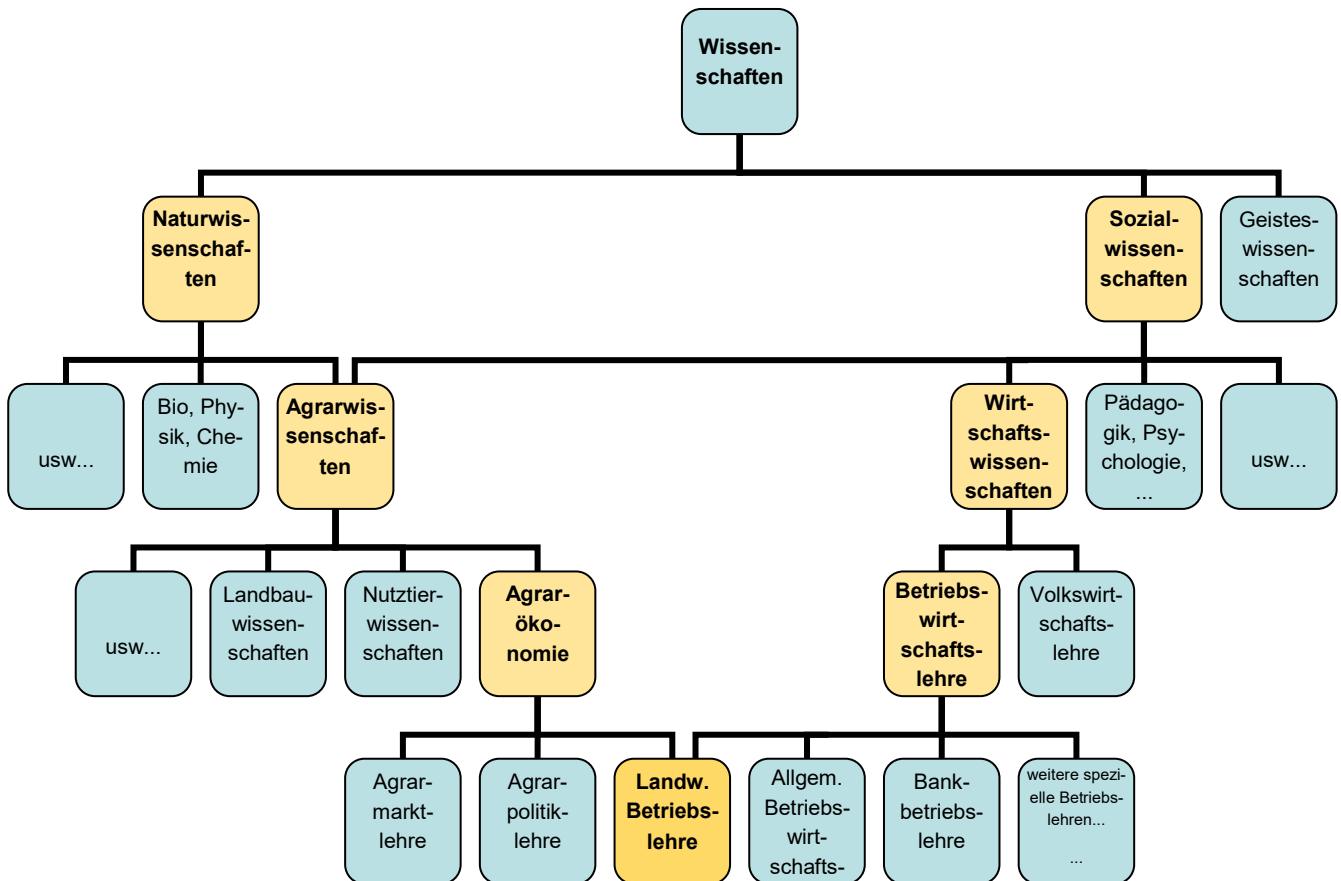 Wissen-
schaften
Naturwis-
senschaf-
ten
Sozial-
wissen-
schaften
Geistes-
wissen-
schaften
usw...
Bio, Phy-
sik, Che-
mie
Agrarwis-
senschaf-
ten
Wirt-
schafts-
wissen-
schaften
Pädago-
gik, Psy-
chologie,
...
usw...
usw...
Landbau-
wissen-
schaften
Nutztier-
wissen-
schaften
Agrar-
öko-
nomie
Betriebs-
wirt-
schafts-
lehre
Volkswirt-
schafts-
lehre
Agrar-
markt-
lehre
Agrar-
politik-
lehre
Landw.
Betriebs-
lehre
Allgem.
Betriebs-
wirt-
schafts-
Bank-
betriebs-
lehre
weitere spezi-
elle Betriebs-
lehren...
...